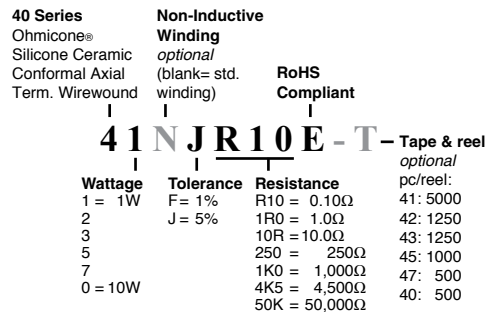 40 Series
Ohmicone®
Silicone Ceramic
Conformal Axial
Term. Wirewound
Non-Inductive
Winding
optional
(blank= std.
winding)
RoHS
Compliant
41NJR10E-T
Tape & reel
optional
pc/reel:
41: 5000
42: 1250
43: 1250
45: 1000
47: 500
40: 500
Wattage
1 = 1W
2
3
5
7
0 = 10W
Tolerance
F= 1%
J= 5%
Resistance
R10 = 0.10Ω
1R0 = 1.0Ω
10R =10.0Ω
250 = 250Ω
1K0 = 1,000Ω
4K5 = 4,500Ω
50K = 50,000Ω